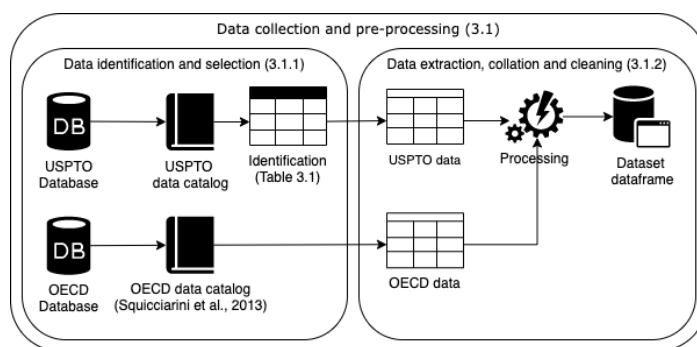 Data collection and pre-processing (3.1)
Data identification and selection (3.1.1)
Data extraction, collation and cleaning (3.1.2)
DB
USPTO
Database
USPTO
data catalog
Identification
(Table 3.1)
USPTO data
Processing
Dataset
dataframe
DB
OECD
Database
OECD data catalog
(Squicciarini et al., 2013)
OECD data